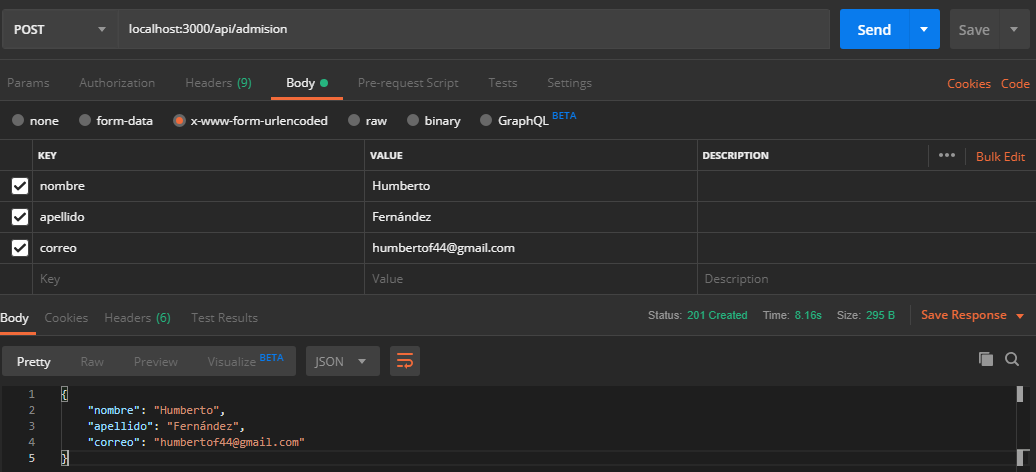 POST localhost:3000/api/admision Send Save
Params Authorization Headers (9) Body Pre-request Script Tests Settings Cookies Code
none form-data x-www-form-urlencoded raw binary GraphQL BETA
KEY VALUE DESCRIPTION ••• Bulk Edit
nombre Humberto
apellido Fernández
correo humbertof44@gmail.com
Key Value Description
Body Cookies Headers (6) Test Results Status: 201 Created Time: 8.16s Size: 295 B Save Response
Pretty Raw Preview Visualize BETA JSON
1 {
2 "nombre": "Humberto",
3 "apellido": "Fernández",
4 "correo": "humbertof44@gmail.com"
5 }